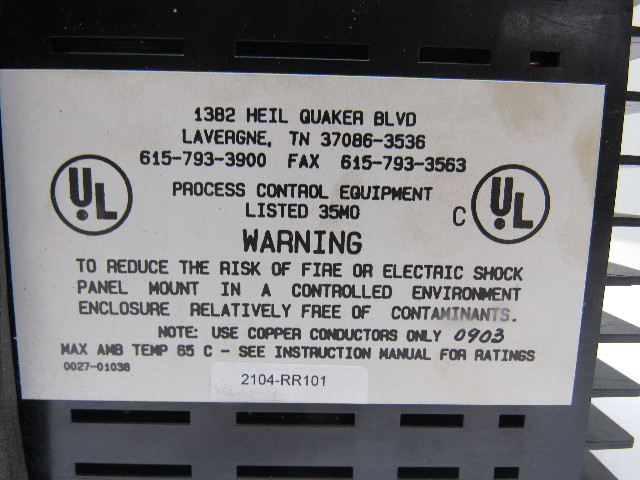 1382 HEIL QUAKER BLVD
LAVERGNE, TN 37086-3536
615-793-3900 FAX 615-793-3563
UL
PROCESS CONTROL EQUIPMENT
LISTED 35MO
C UL
WARNING
TO REDUCE THE RISK OF FIRE OR ELECTRIC SHOCK
PANEL MOUNT IN A CONTROLLED ENVIRONMENT
ENCLOSURE RELATIVELY FREE OF CONTAMINANTS.
NOTE: USE COPPER CONDUCTORS ONLY 0903
MAX AMB TEMP 65 C - SEE INSTRUCTION MANUAL FOR RATINGS
0027-01038
2104-RR101